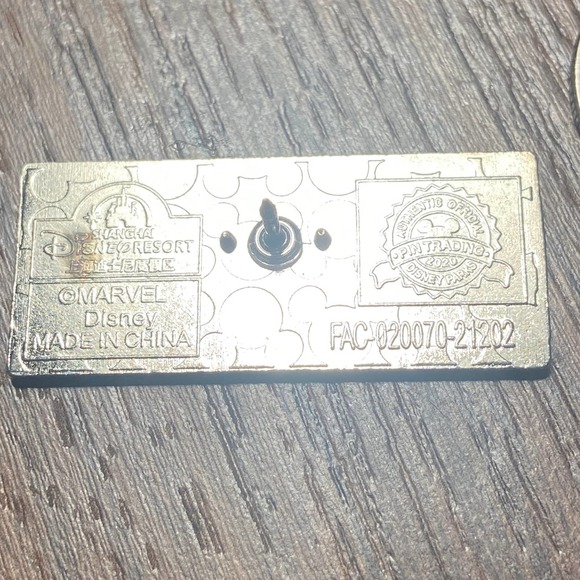 SHANGHAI
Disney RESORT
上海迪士尼度假区
©MARVEL
Disney
MADE IN CHINA
AUTHENTIC OFFICIAL
PIN TRADING
2020
DISNEY PARKS
FAC-020070-21202